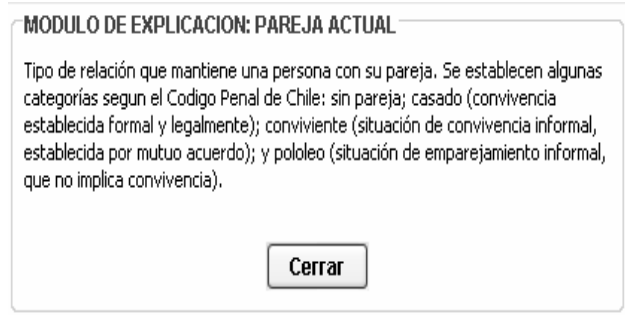 MODULO DE EXPLICACION: PAREJA ACTUAL
Tipo de relación que mantiene una persona con su pareja. Se establecen algunas
categorías segun el Codigo Penal de Chile: sin pareja; casado (convivencia
establecida formal y legalmente); conviviente (situación de convivencia informal,
establecida por mutuo acuerdo); y pololeo (situación de emparejamiento informal,
que no implica convivencia).
Cerrar